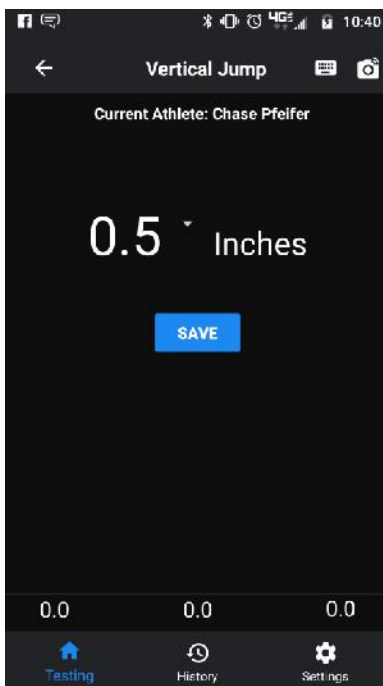 4G 10:40
Vertical Jump
Current Athlete: Chase Pfeifer
0.5 Inches
SAVE
0.0 0.0 0.0
Testing History Settings